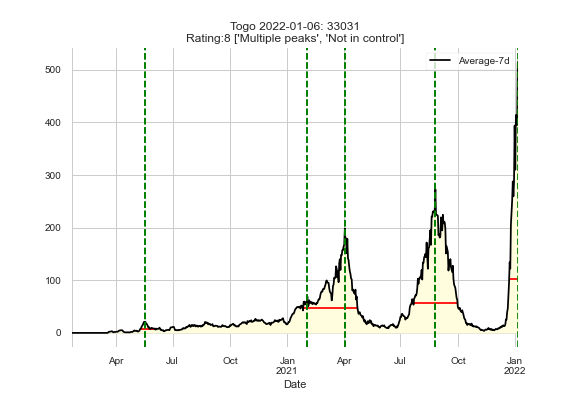 Togo 2022-01-06: 33031
Rating:8 ['Multiple peaks', 'Not in control']
Average-7d
500
400
300
200
100
0
Apr Jul Oct Jan Apr Jul Oct Jan
2021 2022
Date